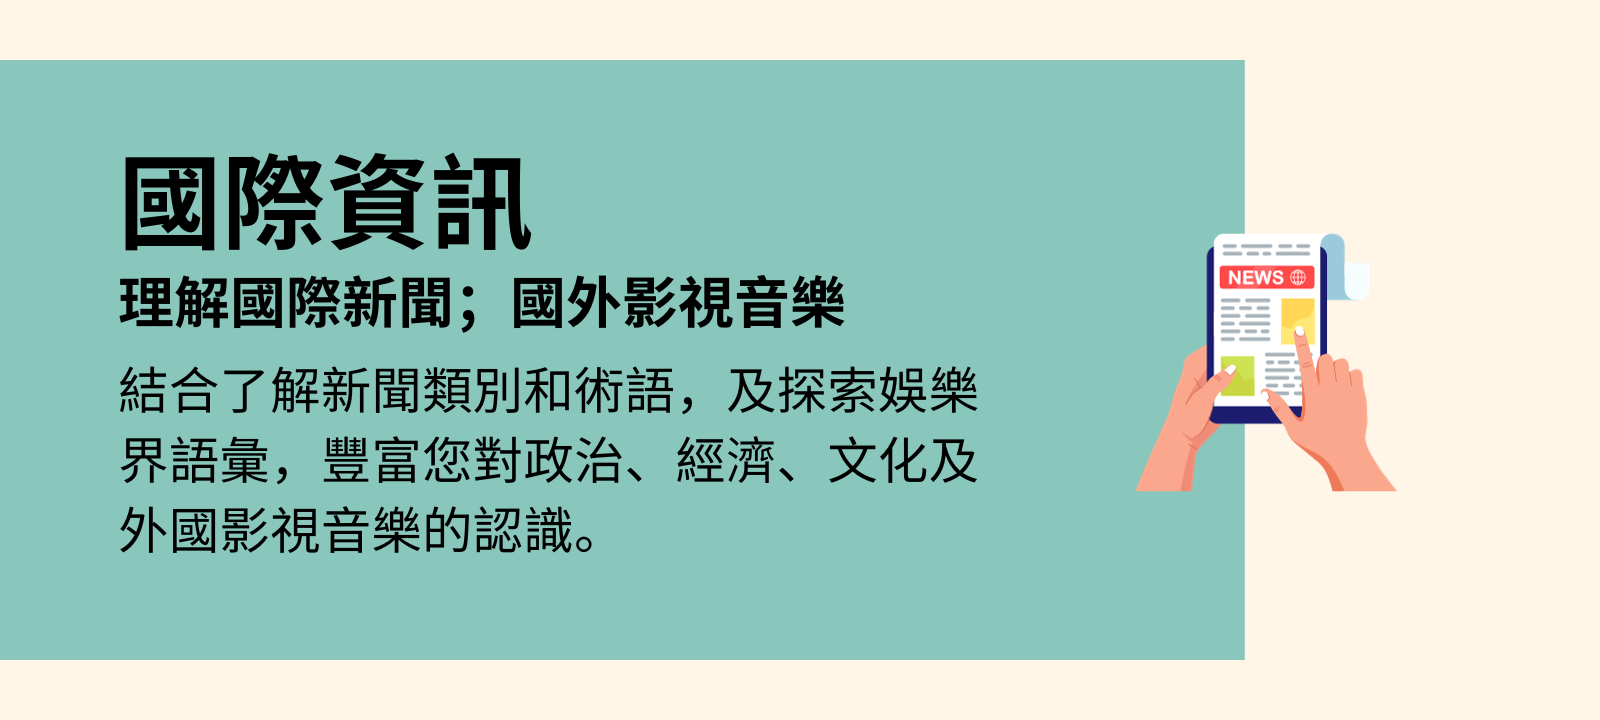 國際資訊
理解國際新聞；國外影視音樂
結合了解新聞類別和術語，及探索娛樂
界語彙，豐富您對政治、經濟、文化及
外國影視音樂的認識。
NEWS